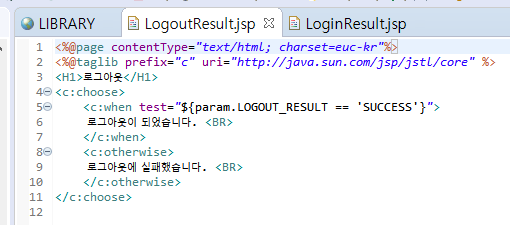 LIBRARY LogoutResult.jsp LoginResult.jsp
1 <%@page contentType="text/html; charset=euc-kr"%>
2 <%@taglib prefix="c" uri="http://java.sun.com/jsp/jstl/core" %>
3 <H1>로그아웃</H1>
4 <c:choose>
5 <c:when test="${param.LOGOUT_RESULT == 'SUCCESS'}">
6 로그아웃이 되었습니다. <BR>
7 </c:when>
8 <c:otherwise>
9 로그아웃에 실패했습니다. <BR>
10 </c:otherwise>
11 </c:choose>
12